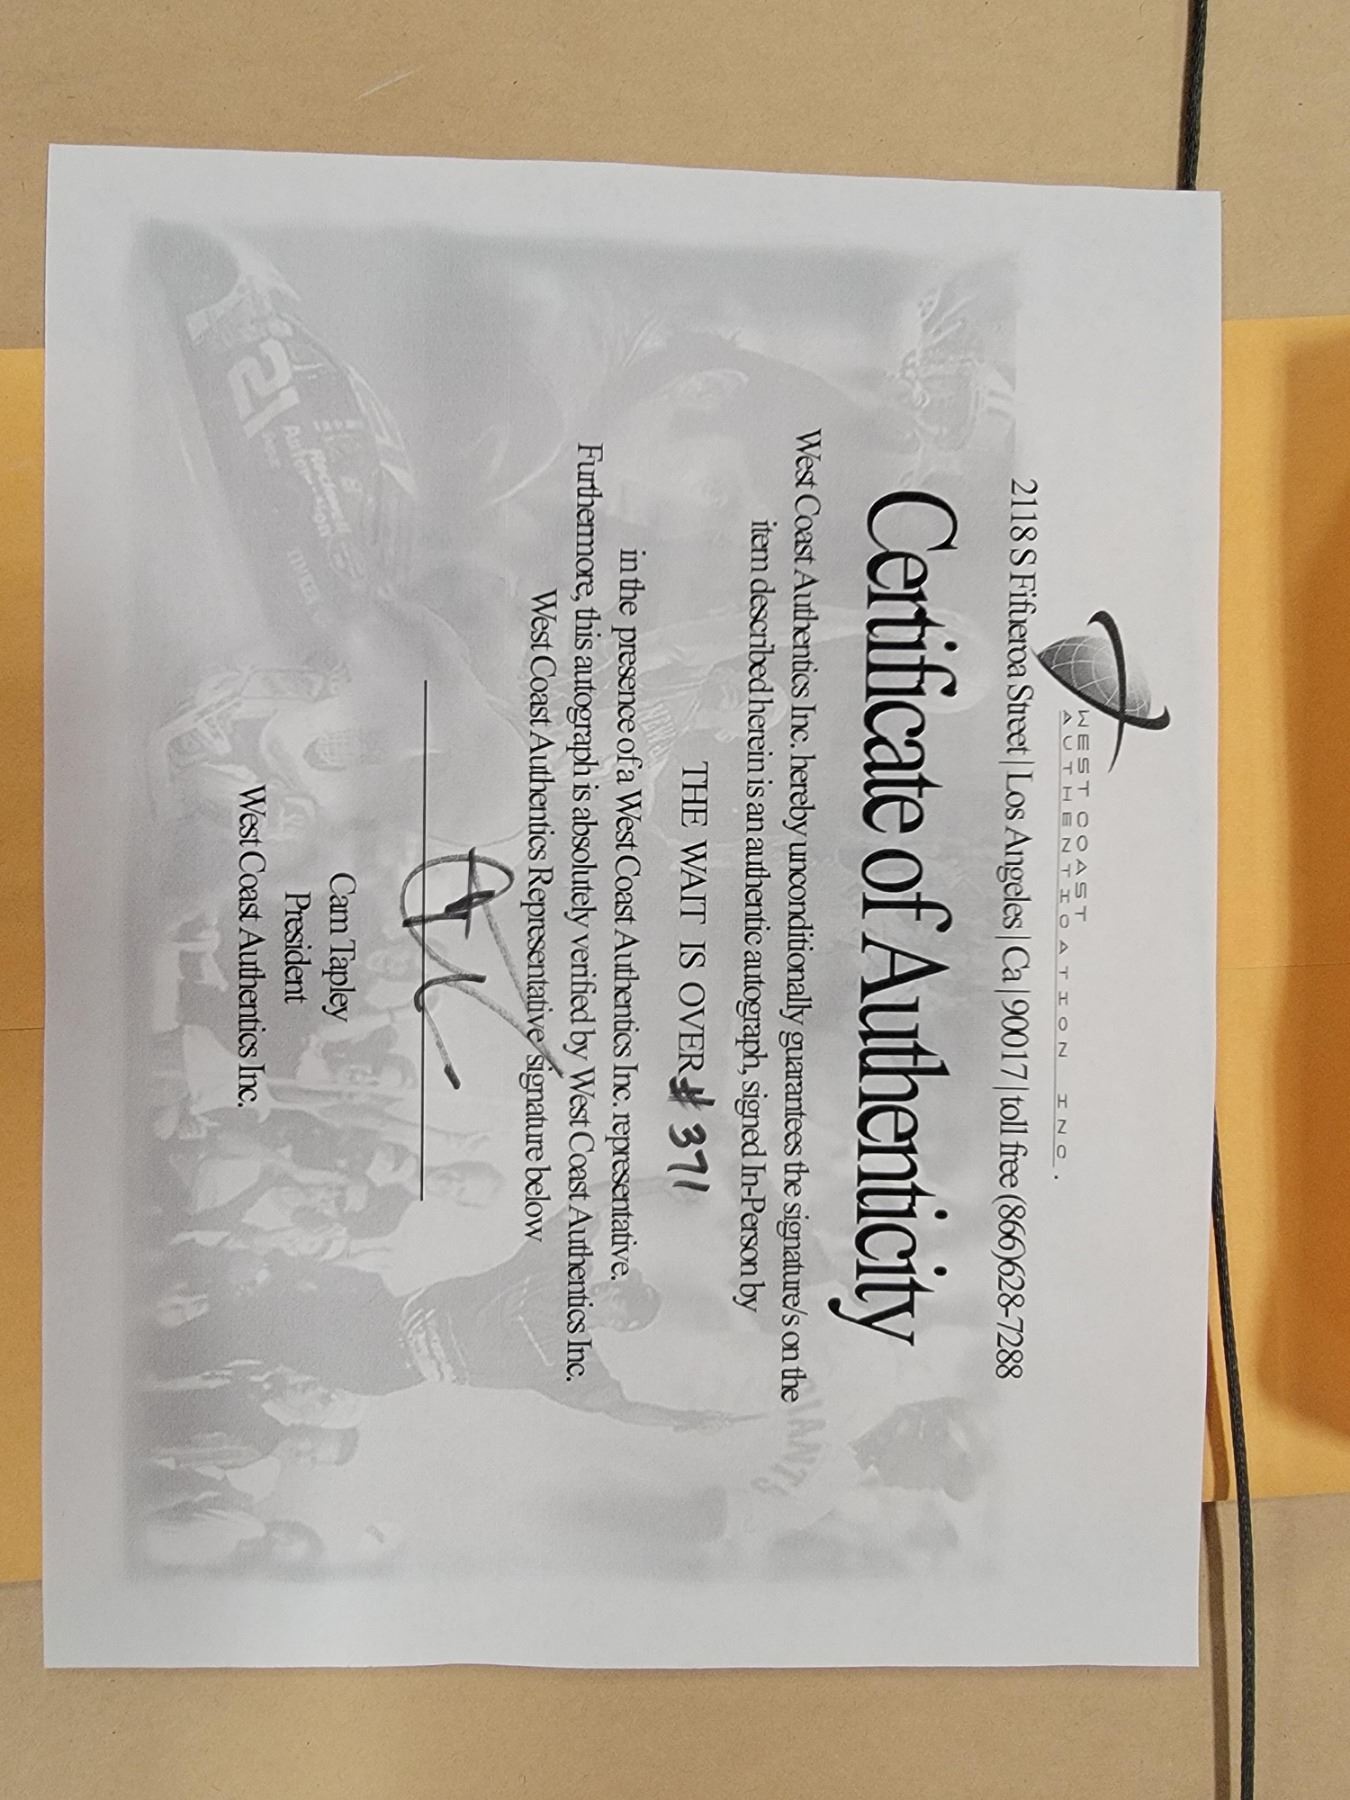 WEST COAST
AUTHENTICATION INC.
2118 S Fifueroa Street | Los Angeles | Ca | 90017 | toll free (866)628-7288
Certificate of Authenticity
West Coast Authentics Inc. hereby unconditionally guarantees the signature/s on the
item described herein is an authentic autograph, signed In-Person by
THE WAIT IS OVER # 371
in the presence of a West Coast Authentics Inc. representative.
Furthermore, this autograph is absolutely verified by West Coast Authentics Inc.
West Coast Authentics Representative signature below
Cam Tapley
President
West Coast Authentics Inc.
21